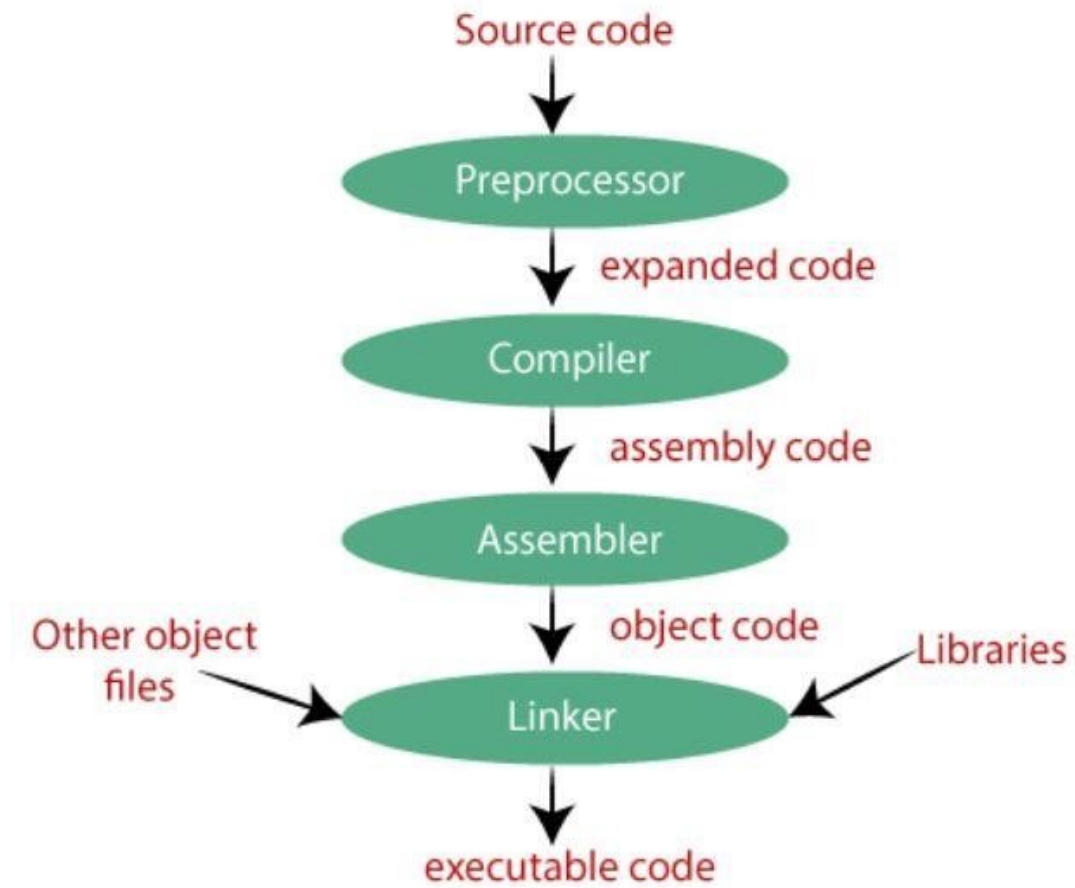 Source code
Preprocessor
expanded code
Compiler
assembly code
Assembler
object code
Other object
files
Libraries
Linker
executable code